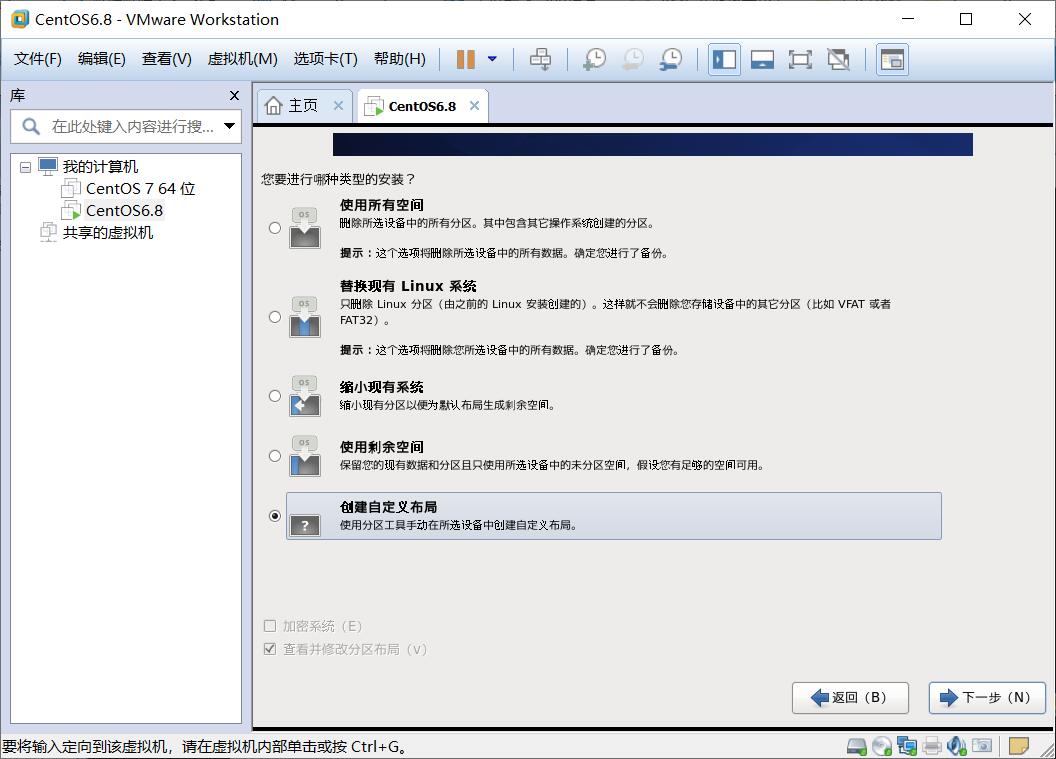 CentOS6.8 - VMware Workstation
文件(F) 编辑(E) 查看(V) 虚拟机(M) 选项卡(T) 帮助(H)
库
在此处键入内容进行搜...
我的计算机
CentOS 7 64 位
CentOS6.8
共享的虚拟机
主页
CentOS6.8
您要进行哪种类型的安装？
使用所有空间
删除所选设备中的所有分区。其中包含其它操作系统创建的分区。
提示：这个选项将删除所选设备中的所有数据。确定您进行了备份。
替换现有 Linux 系统
只删除 Linux 分区（由之前的 Linux 安装创建的）。这样就不会删除您存储设备中的其它分区（比如 VFAT 或者
FAT32）。
提示：这个选项将删除您所选设备中的所有数据。确定您进行了备份。
缩小现有系统
缩小现有分区以便为默认布局生成剩余空间。
使用剩余空间
保留您的现有数据和分区且只使用所选设备中的未分区空间，假设您有足够的空间可用。
创建自定义布局
使用分区工具手动在所选设备中创建自定义布局。
OS
OS
OS
OS
?
加密系统（E）
查看并修改分区布局（V）
返回（B）
下一步（N）
要将输入定向到该虚拟机，请在虚拟机内部单击或按 Ctrl+G。